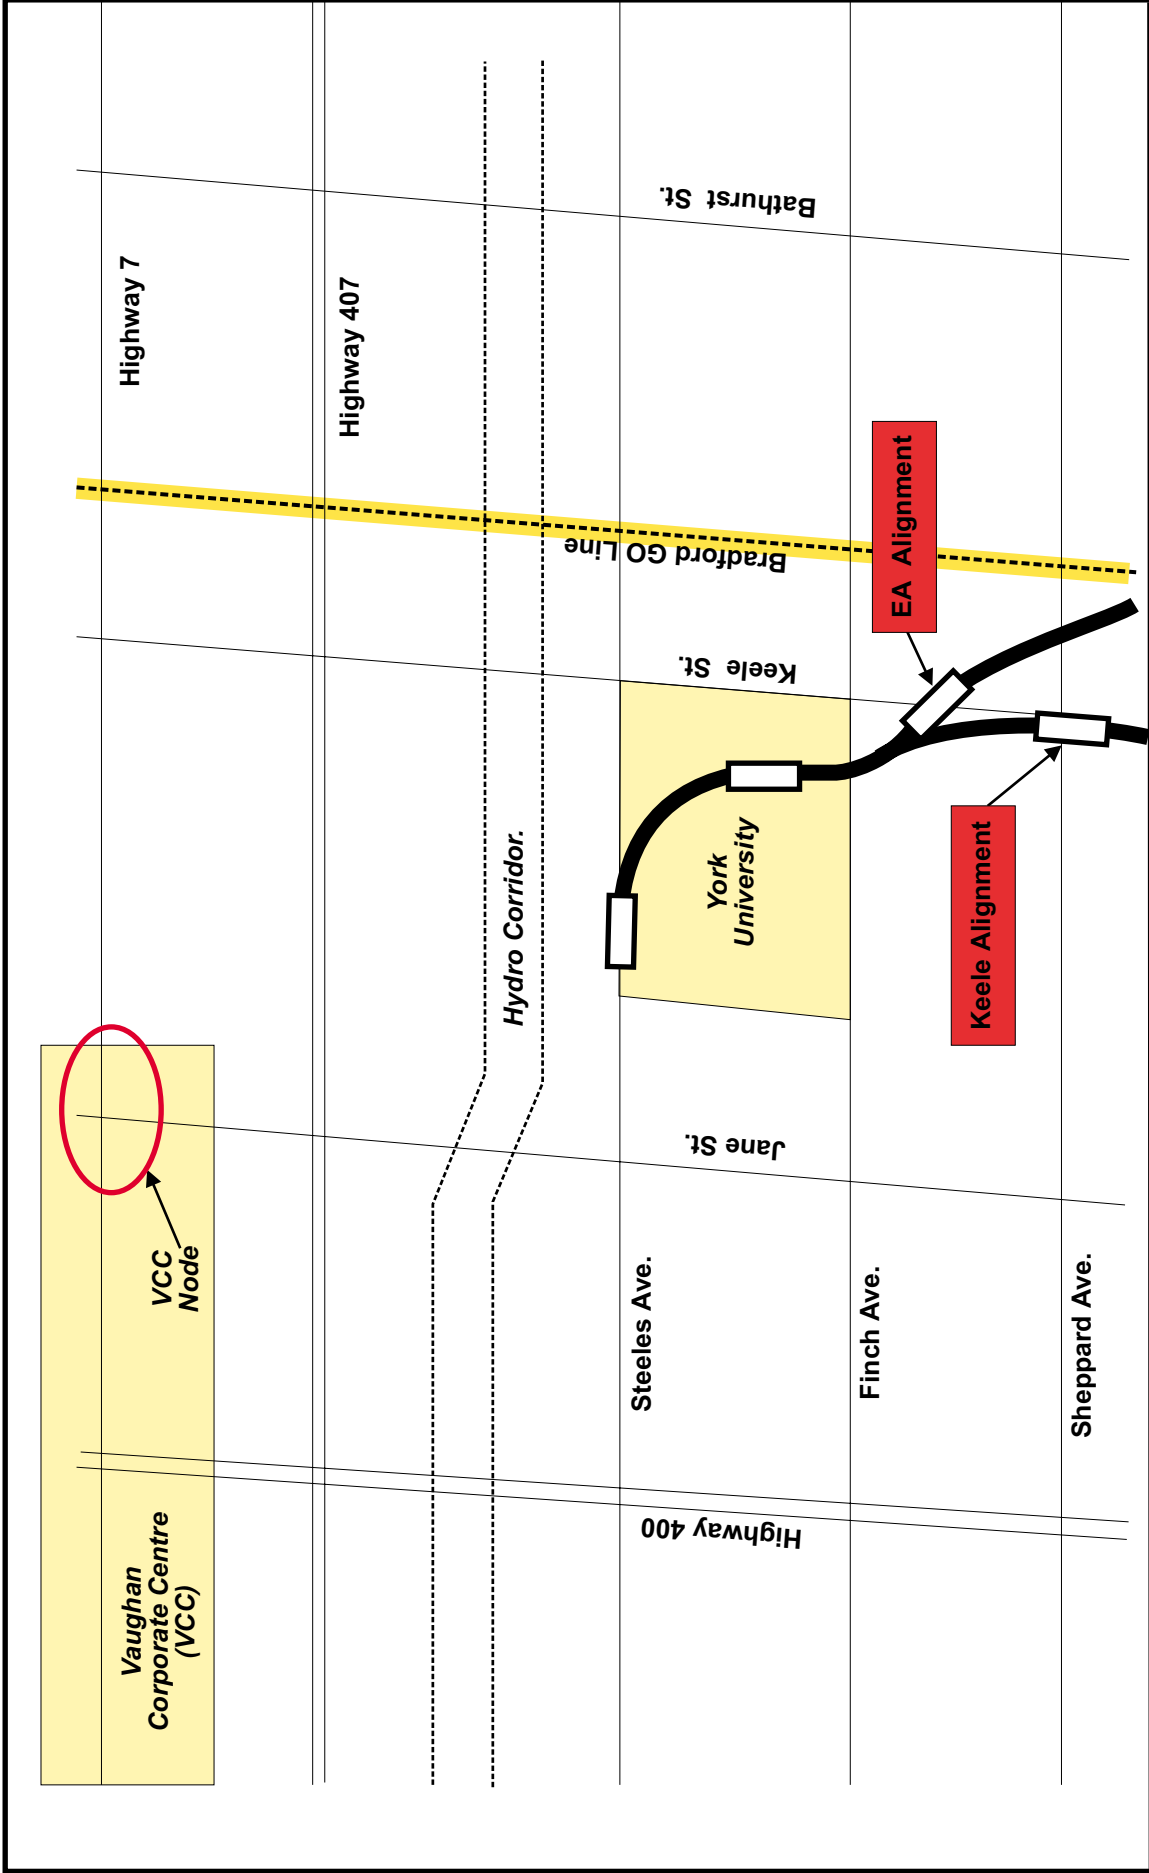 Highway 7
Highway 407
Bathurst  St.
Bradford GO Line
Keele  St.
EA  Alignment
Keele Alignment
York
University
Hydro Corridor.
Jane St.
VCC
Node
Steeles Ave.
Finch Ave.
Sheppard Ave.
Highway 400
Vaughan
Corporate Centre
(VCC)